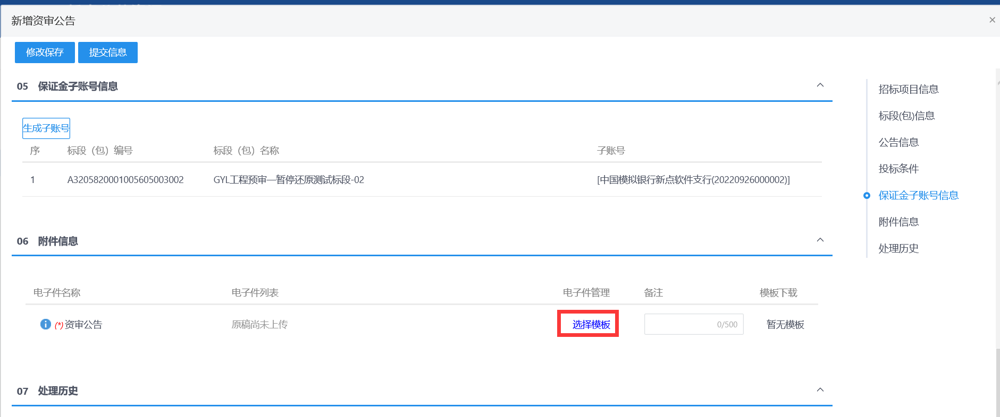 新增资审公告
×
修改保存 提交信息
05 保证金子账号信息
生成子账号
序 标段（包）编号 标段（包）名称 子账号
1 A3205820001005605003002 GYL工程预审—暂停还原测试标段-02 [中国模拟银行新点软件支行(20220926000002)]
06 附件信息
电子件名称 电子件列表 电子件管理 备注 模板下载
(*)资审公告 原稿尚未上传 选择模板 0/500 暂无模板
07 处理历史
招标项目信息
标段(包)信息
公告信息
投标条件
保证金子账号信息
附件信息
处理历史